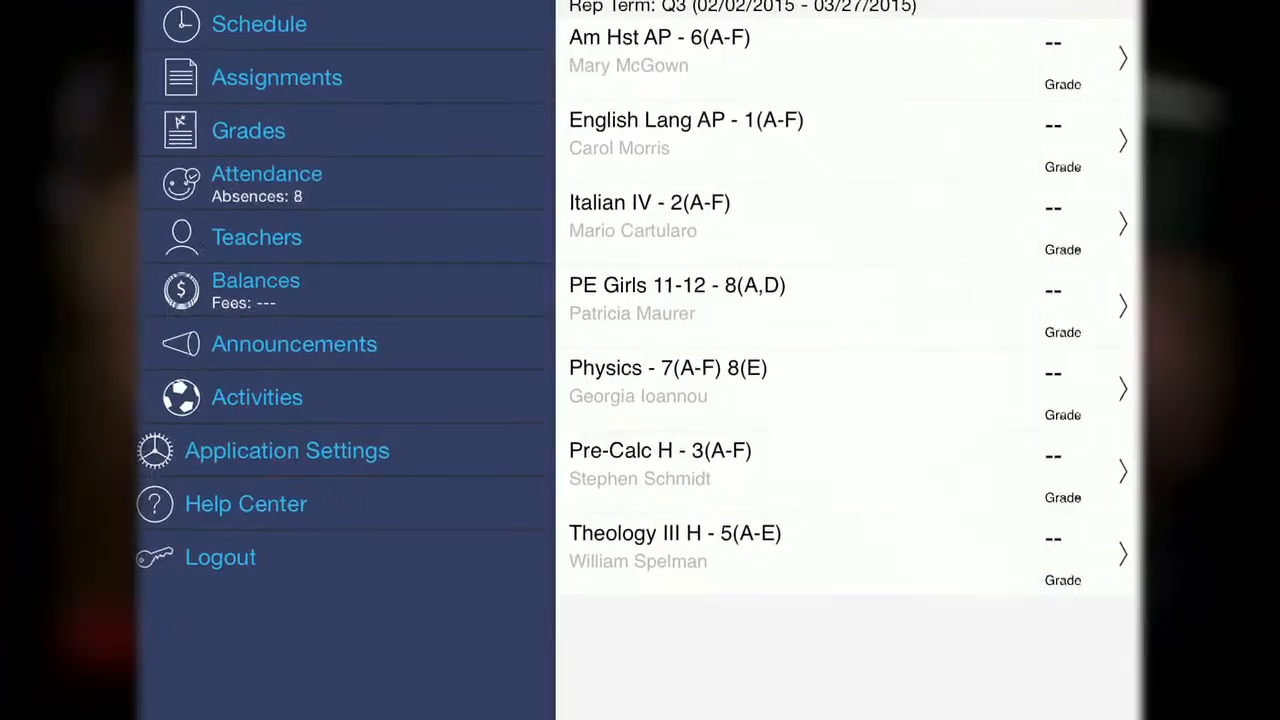 Schedule
Assignments
Grades
Attendance
Absences: 8
Teachers
Balances
Fees: ---
Announcements
Activities
Application Settings
Help Center
Logout
Rep Term: Q3 (02/02/2015 - 03/27/2015)
Am Hst AP - 6(A-F)
Mary McGown
--
Grade
English Lang AP - 1(A-F)
Carol Morris
--
Grade
Italian IV - 2(A-F)
Mario Cartularo
--
Grade
PE Girls 11-12 - 8(A,D)
Patricia Maurer
--
Grade
Physics - 7(A-F) 8(E)
Georgia Ioannou
--
Grade
Pre-Calc H - 3(A-F)
Stephen Schmidt
--
Grade
Theology III H - 5(A-E)
William Spelman
--
Grade